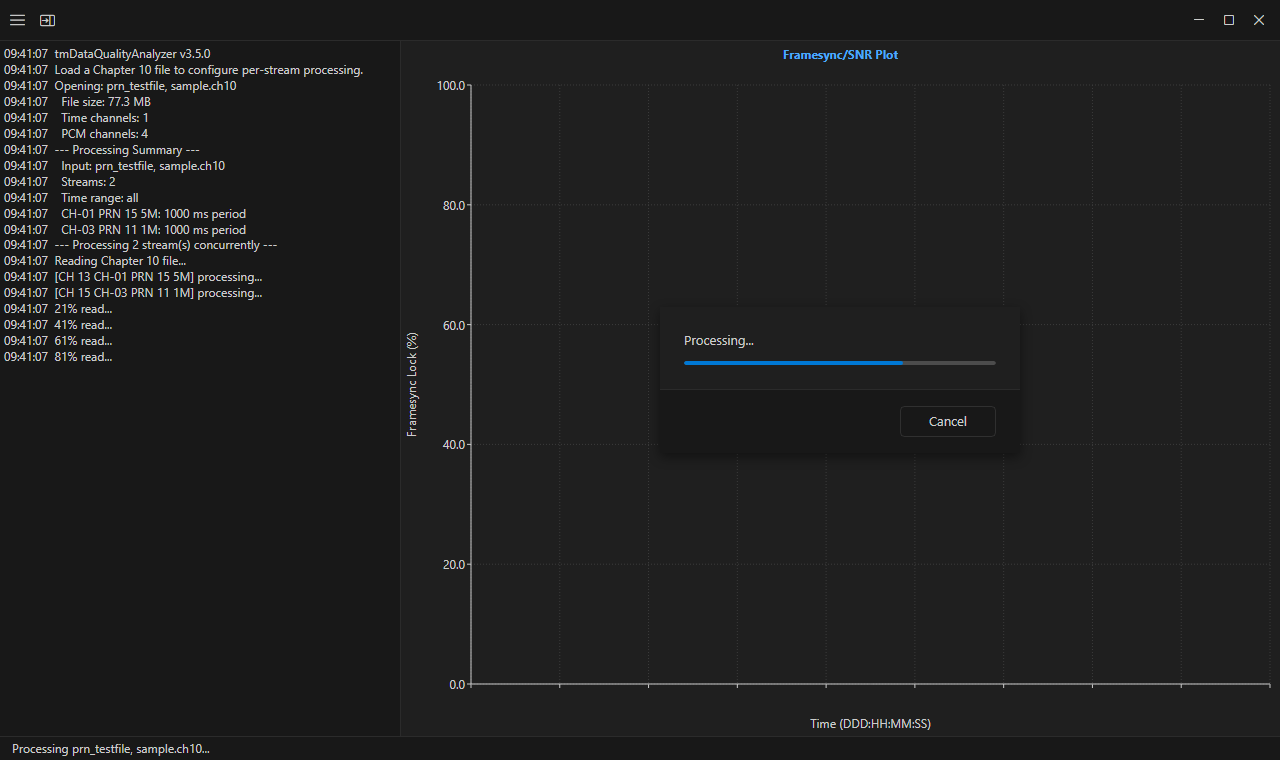 09:41:07 tmDataQualityAnalyzer v3.5.0
09:41:07 Load a Chapter 10 file to configure per-stream processing.
09:41:07 Opening: prn_testfile, sample.ch10
09:41:07 File size: 77.3 MB
09:41:07 Time channels: 1
09:41:07 PCM channels: 4
09:41:07 --- Processing Summary ---
09:41:07 Input: prn_testfile, sample.ch10
09:41:07 Streams: 2
09:41:07 Time range: all
09:41:07 CH-01 PRN 15 5M: 1000 ms period
09:41:07 CH-03 PRN 11 1M: 1000 ms period
09:41:07 --- Processing 2 stream(s) concurrently ---
09:41:07 Reading Chapter 10 file...
09:41:07 [CH 13 CH-01 PRN 15 5M] processing...
09:41:07 [CH 15 CH-03 PRN 11 1M] processing...
09:41:07 21% read...
09:41:07 41% read...
09:41:07 61% read...
09:41:07 81% read...
Framesync/SNR Plot
Framesync Lock (%)
100.0
80.0
60.0
40.0
20.0
0.0
Time (DDD:HH:MM:SS)
Processing...
Cancel
Processing prn_testfile, sample.ch10...